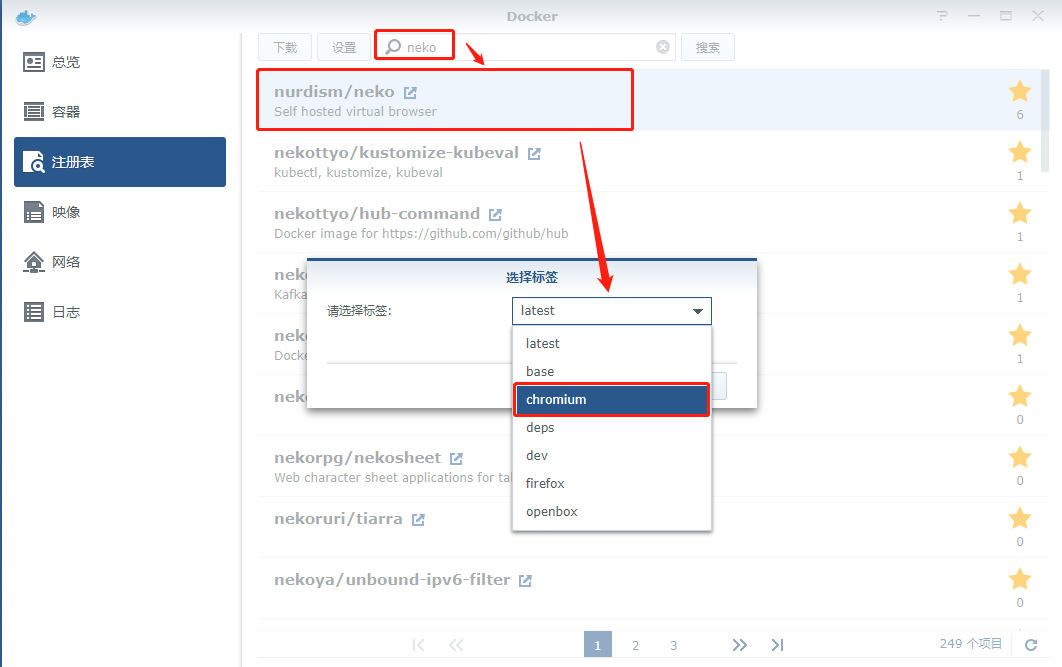 Docker
总览
容器
注册表
映像
网络
日志
下载
设置
neko
搜索
nurdism/neko
Self hosted virtual browser
6
nekottyo/kustomize-kubeval
kubectl, kustomize, kubeval
1
nekottyo/hub-command
Docker image for https://github.com/github/hub
1
neko
Kafka
1
neko
Docke
1
neko
0
nekorpg/nekosheet
Web character sheet applications for tal
0
nekoruri/tiarra
0
nekoya/unbound-ipv6-filter
0
选择标签
请选择标签:
latest
latest
base
chromium
deps
dev
firefox
openbox
1
2
3
249 个项目